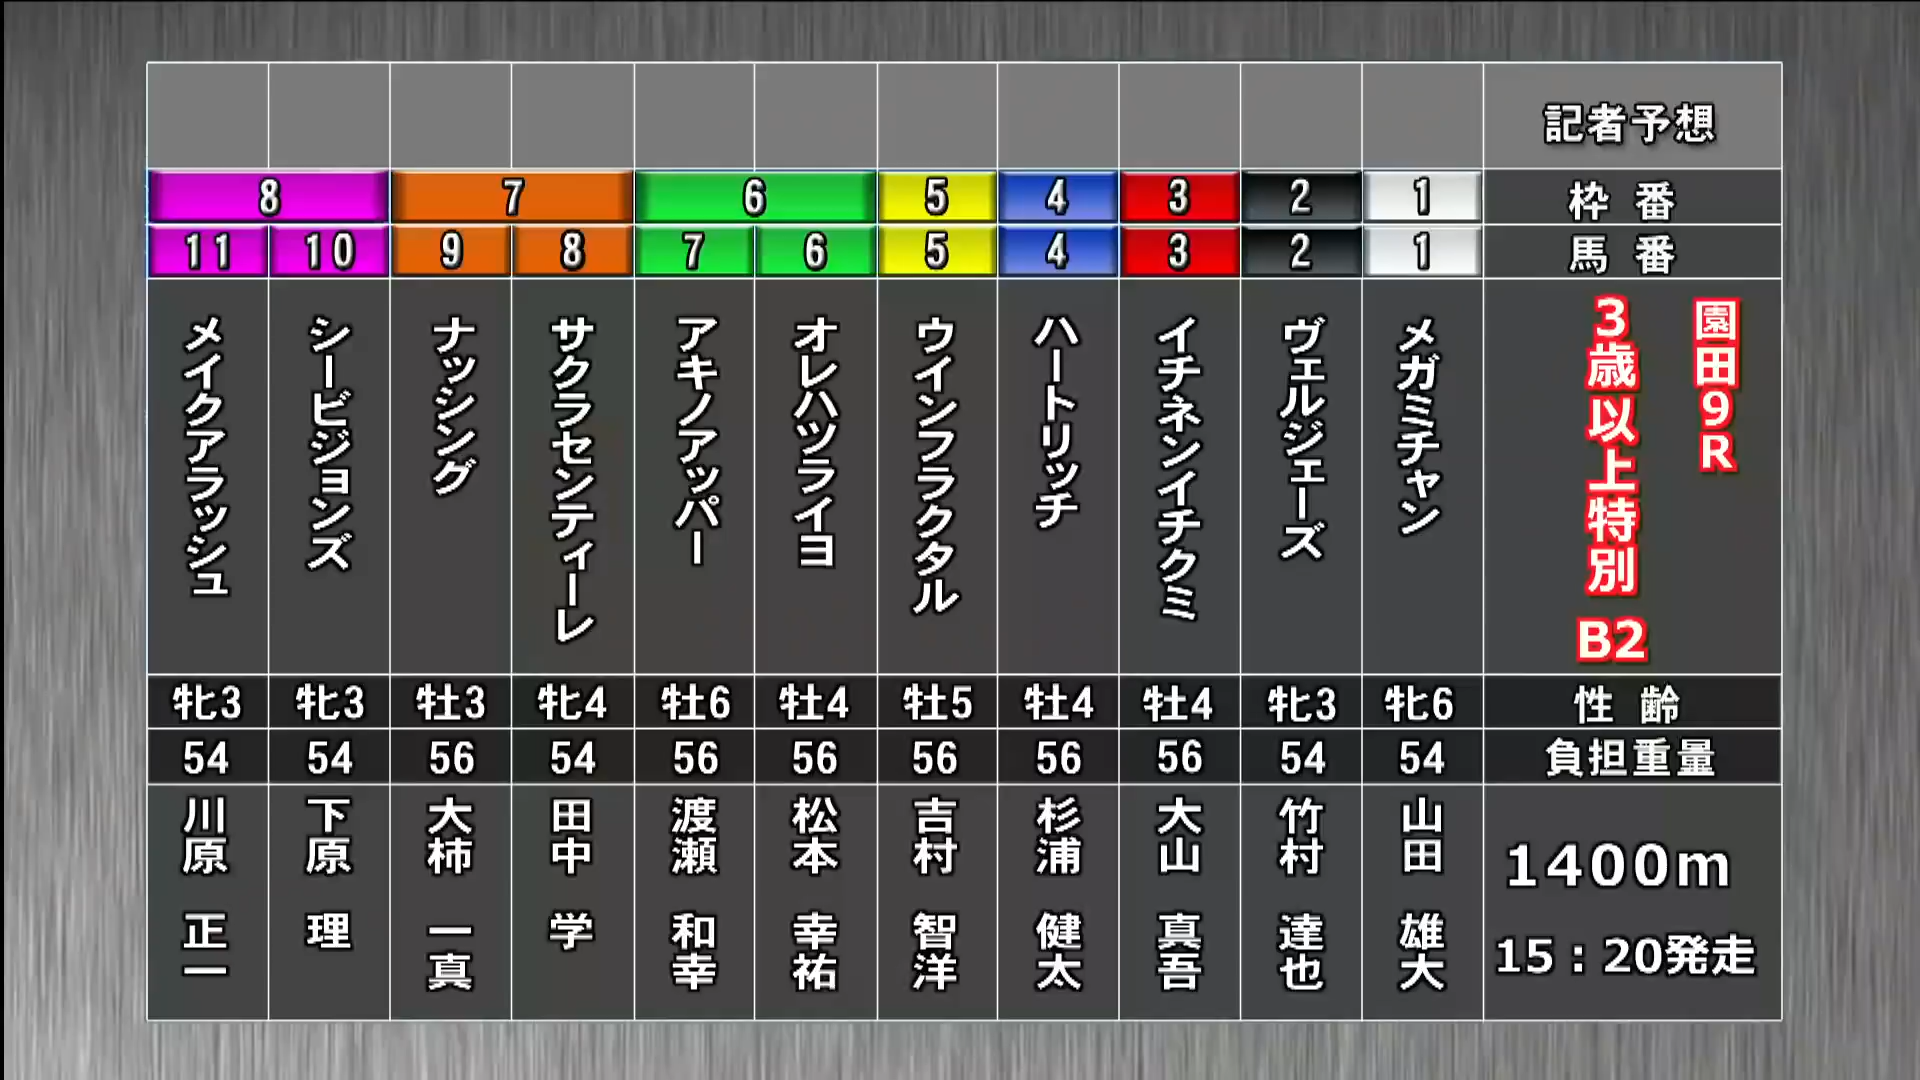 記者予想
枠番 1 2 3 4 5 6 7 8
馬番 1 2 3 4 5 6 7 8 9 10 11
園田9R
3歳以上特別 B2
メガミチャン
ヴェルジェーズ
イチネンイチクミ
ハートリッチ
ウインフラクタル
オレハツライヨ
アキノアッパー
サクラセンティーレ
ナッシング
シービジョンズ
メイクアラッシュ
性齢 牝6 牝3 牡4 牡4 牡5 牡4 牡6 牝4 牡3 牝3 牝3
負担重量 54 54 56 56 56 56 56 54 56 54 54
1400m
15:20発走
山田 雄大
竹村 達也
大山 真吾
杉浦 健太
吉村 智洋
松本 幸祐
渡瀬 和幸
田中 学
大柿 一真
下原 理
川原 正一